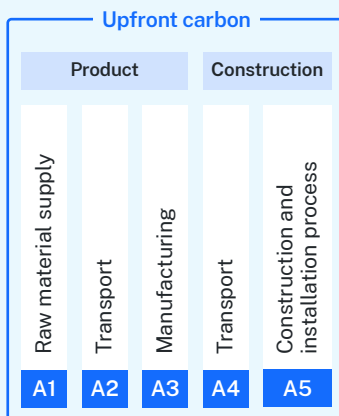 Upfront carbon
Product
Construction
Raw material supply
Transport
Manufacturing
Transport
Construction and
installation process
A1
A2
A3
A4
A5